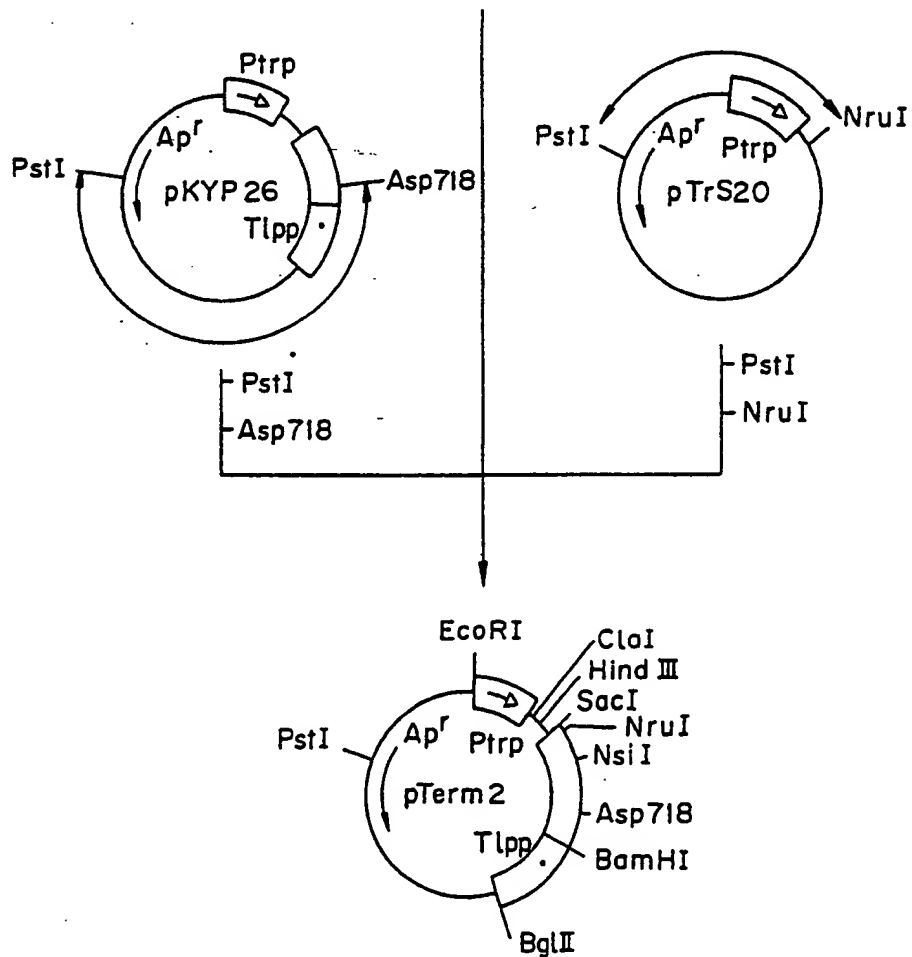 Ptrp
Apr
PstI
pKYP26
Asp718
Tlpp
PstI
Asp718
NruI
PstI
Apr
Ptrp
pTrS20
PstI
NruI
EcoRI
ClaI
Hind III
SacI
NruI
NsiI
PstI
Apr
Ptrp
pTerm2
Asp718
Tlpp
BamHI
BglII